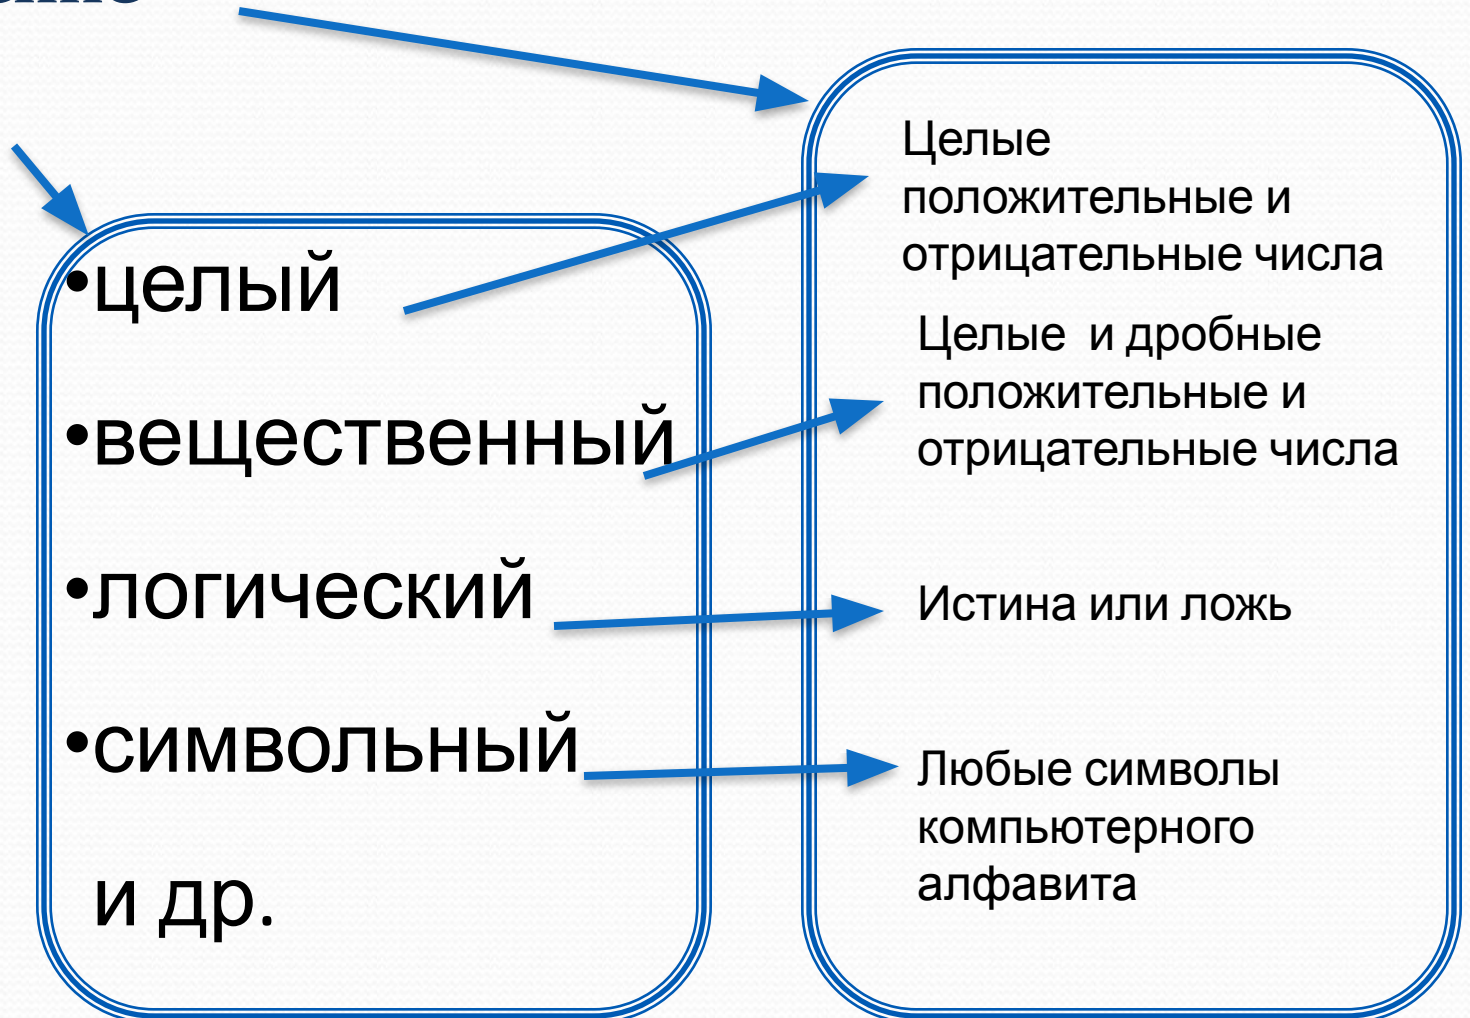 •целый
•вещественный
•логический
•символьный
и др.
Целые
положительные и
отрицательные числа
Целые и дробные
положительные и
отрицательные числа
Истина или ложь
Любые символы
компьютерного
алфавита